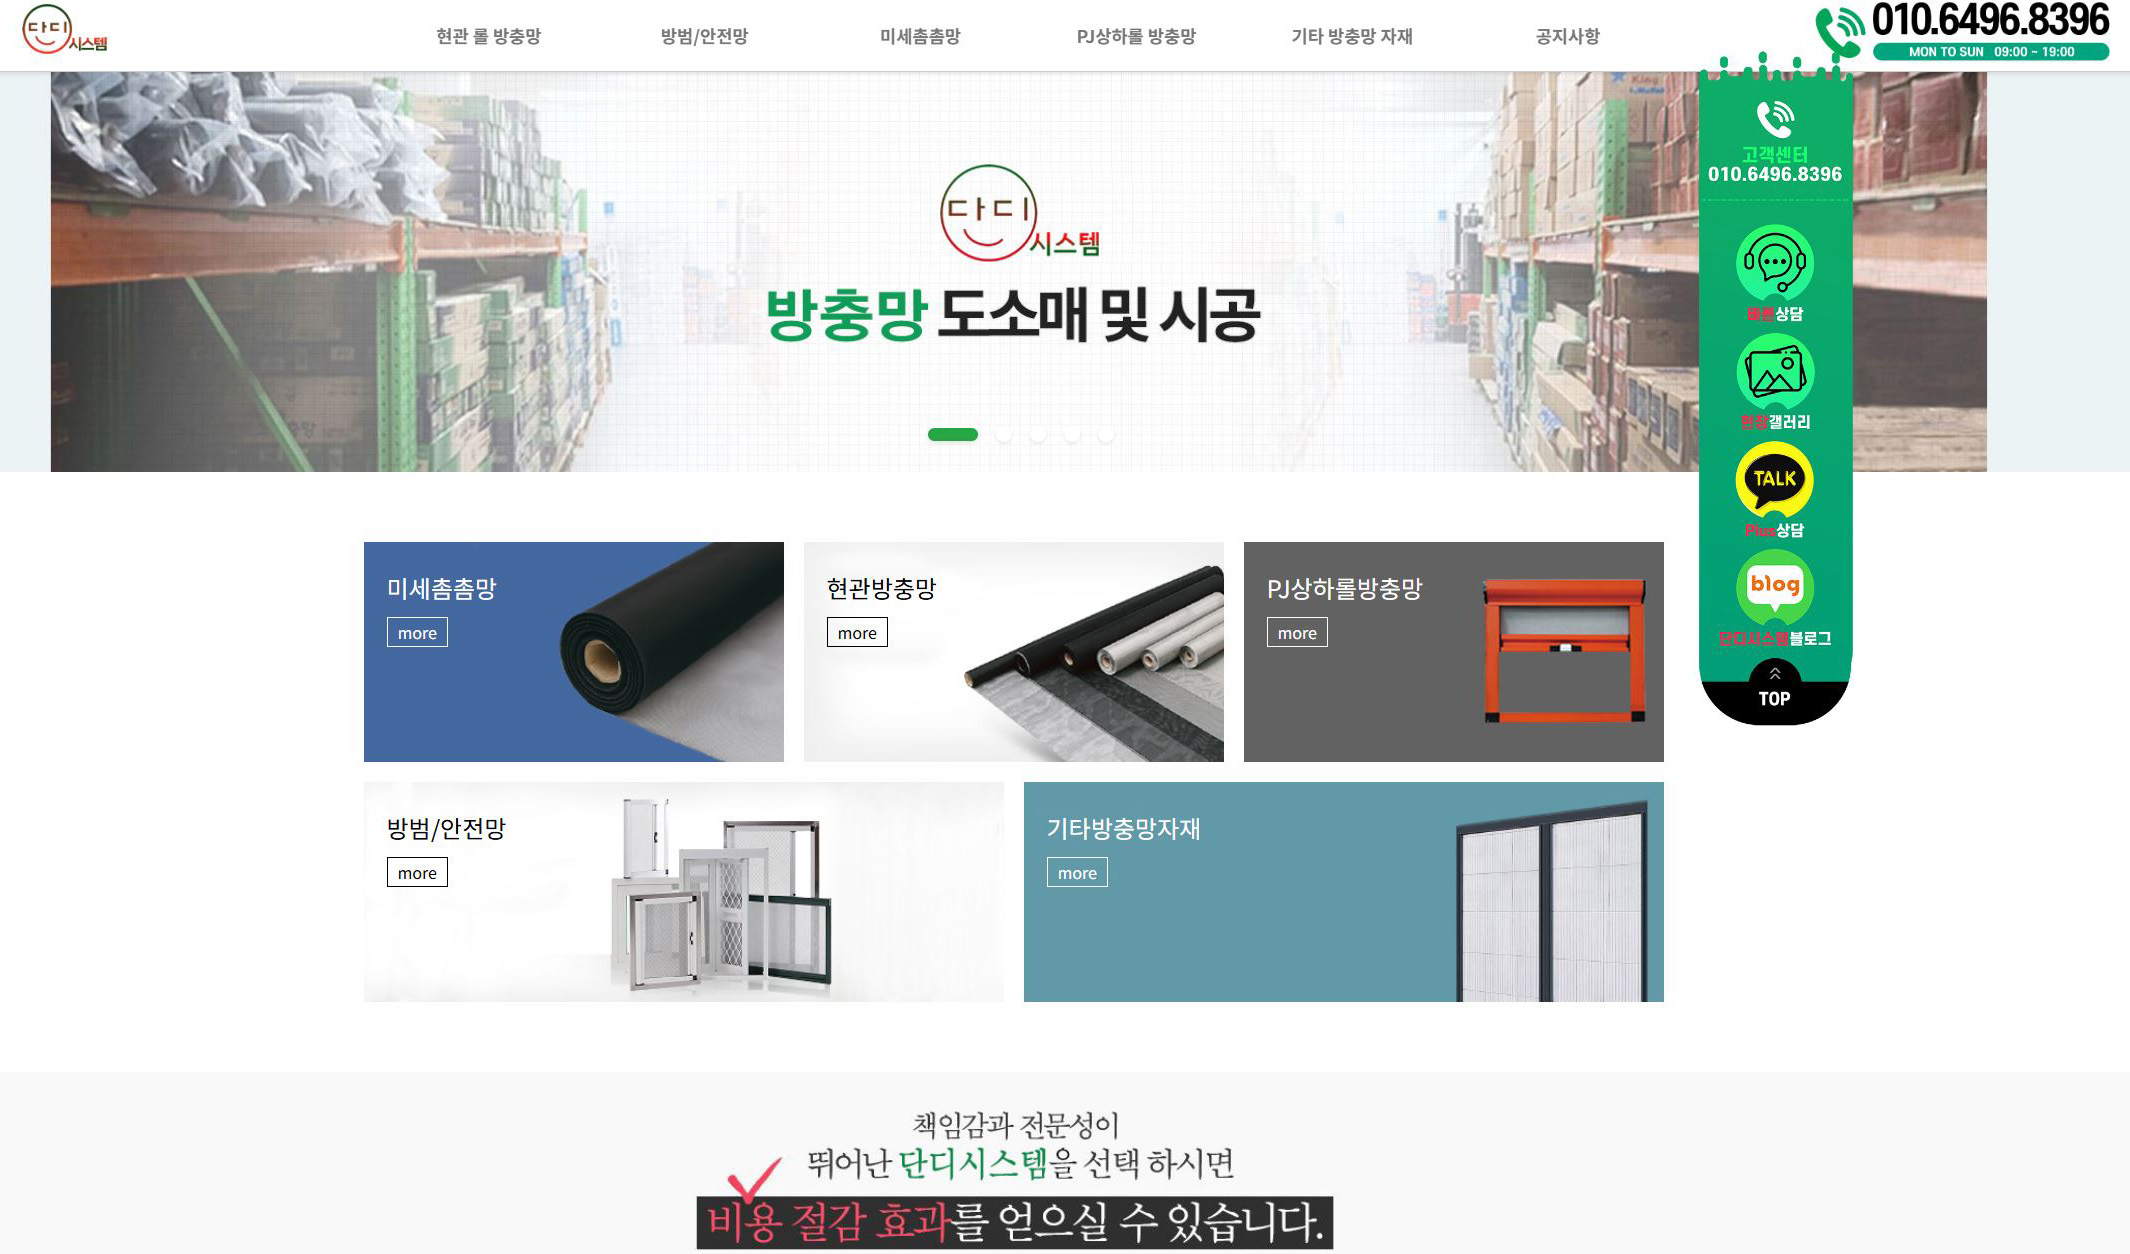 단디
시스템
현관 롤 방충망
방범/안전망
미세촘촘망
PJ상하롤 방충망
기타 방충망 자재
공지사항
010.6496.8396
MON TO SUN 09:00 ~ 19:00
단디
시스템
방충망 도소매 및 시공
고객센터
010.6496.8396
빠른상담
현장갤러리
TALK
Plus상담
blog
단디시스템블로그
TOP
미세촘촘망
more
현관방충망
more
PJ상하롤방충망
more
방범/안전망
more
기타방충망자재
more
책임감과 전문성이
뛰어난 단디시스템을 선택 하시면
비용 절감 효과를 얻으실 수 있습니다.